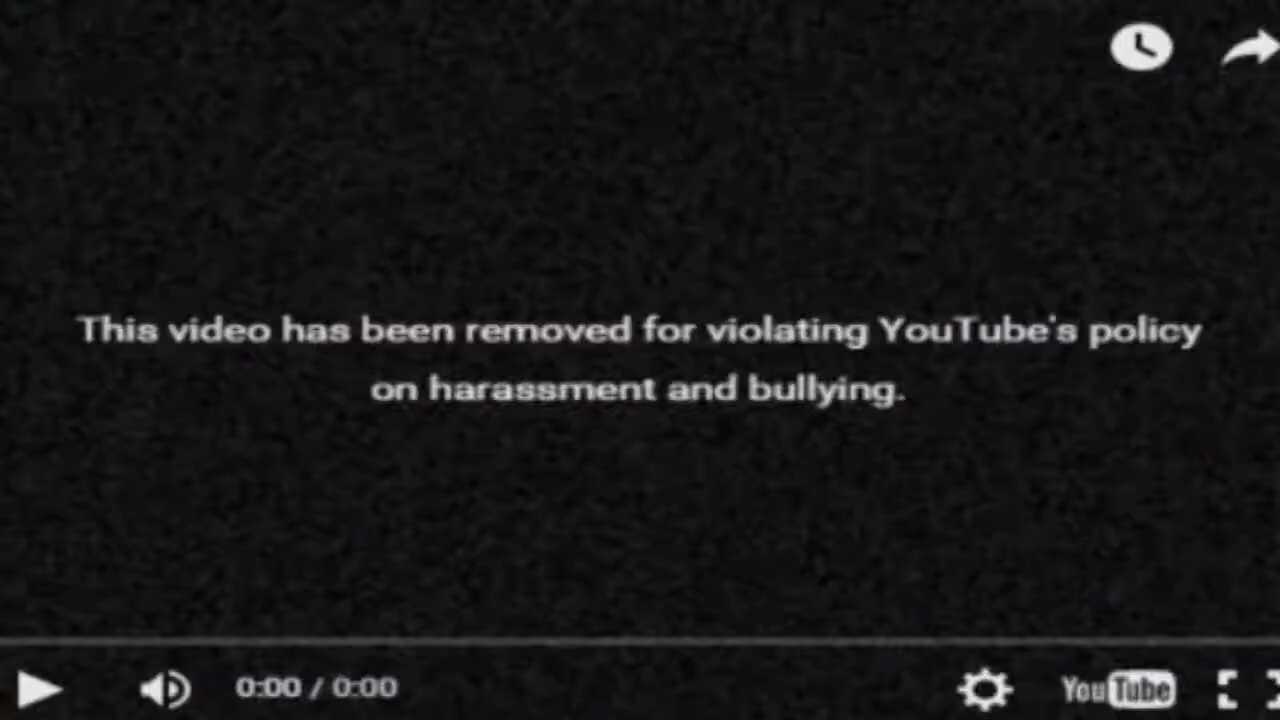 This video has been removed for violating YouTube's policy
on harassment and bullying.
0:00 / 0:00
YouTube